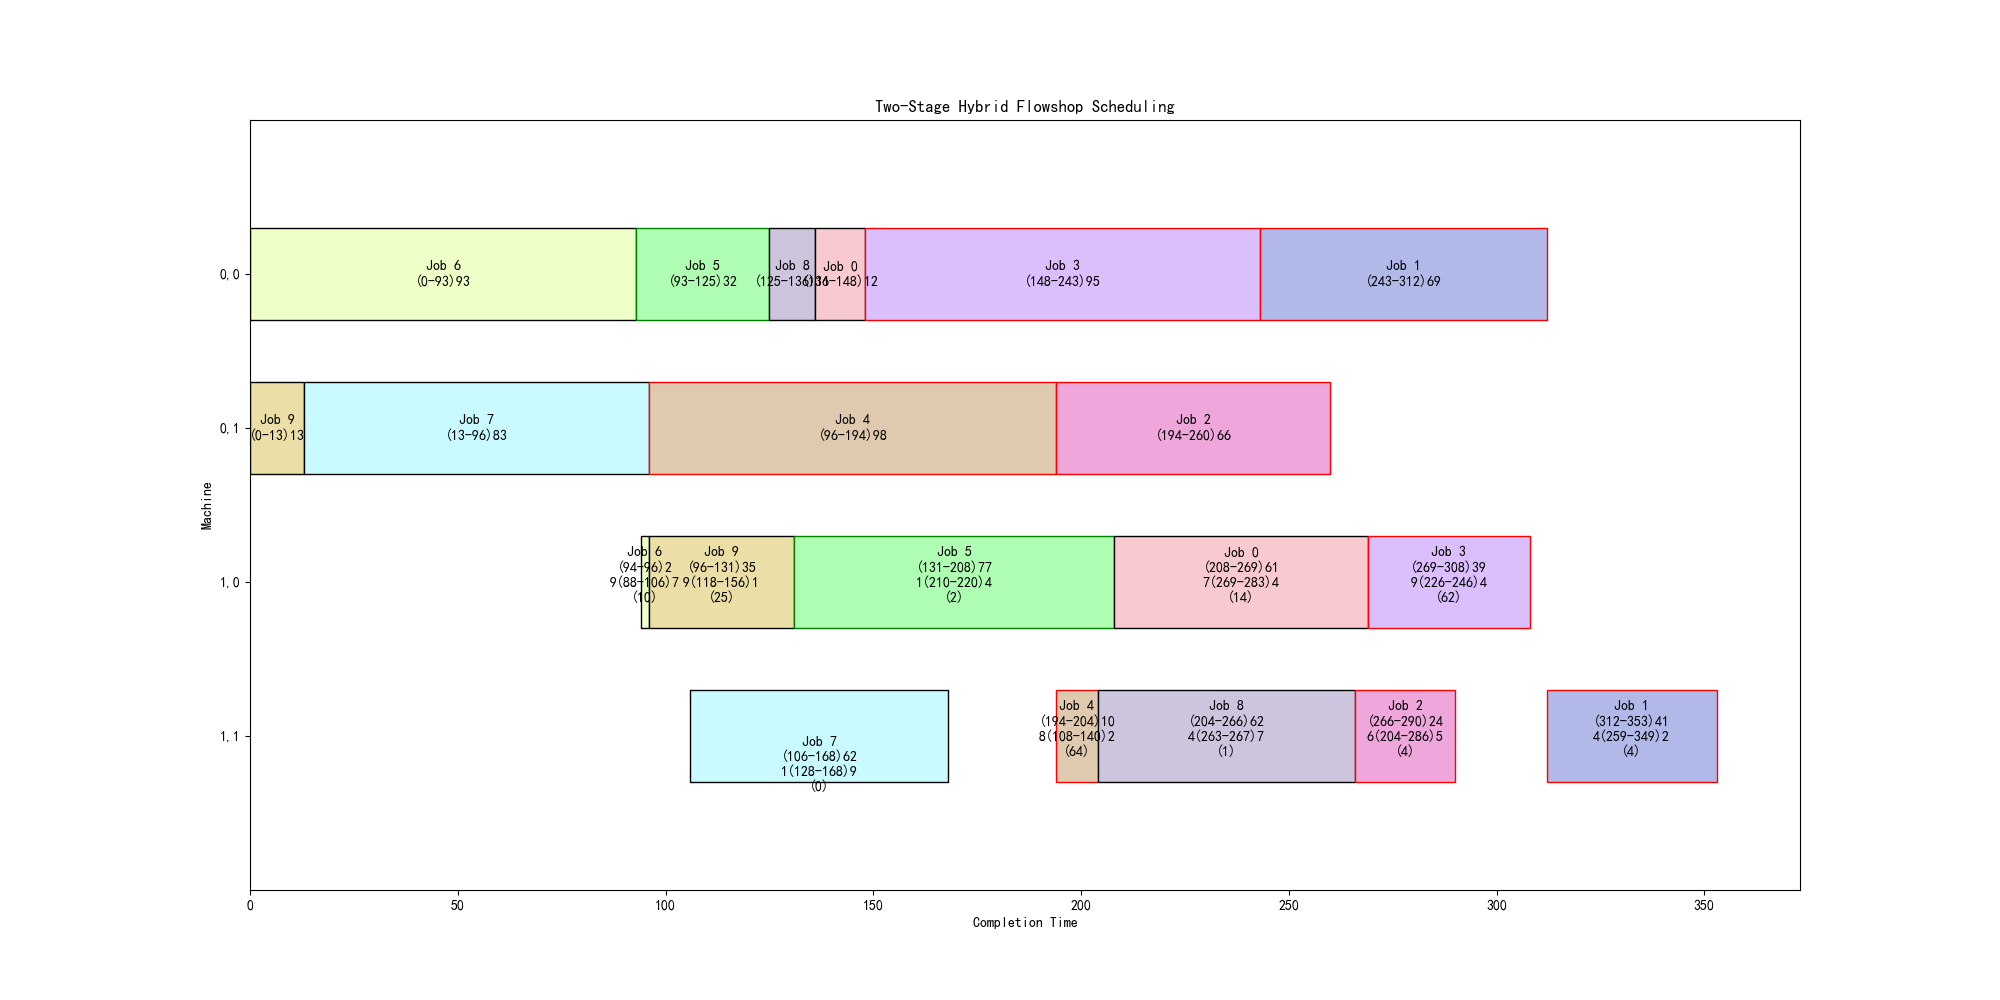 Two-Stage Hybrid Flowshop Scheduling
0,0
Job 6
(0-93)93
Job 5
(93-125)32
Job 8
(125-136)11
Job 0
(136-148)12
Job 3
(148-243)95
Job 1
(243-312)69
0,1
Job 9
(0-13)13
Job 7
(13-96)83
Job 4
(96-194)98
Job 2
(194-260)66
Machine
1,0
Job 6
(94-96)2
9(88-106)7
(10)
Job 9
(96-131)35
9(118-156)1
(25)
Job 5
(131-208)77
1(210-220)4
(2)
Job 0
(208-269)61
7(269-283)4
(14)
Job 3
(269-308)39
9(226-246)4
(62)
1,1
Job 7
(106-168)62
1(128-168)9
(0)
Job 4
(194-204)10
8(108-140)2
(64)
Job 8
(204-266)62
4(263-267)7
(1)
Job 2
(266-290)24
6(204-286)5
(4)
Job 1
(312-353)41
4(259-349)2
(4)
0
50
100
150
200
250
300
350
Completion Time